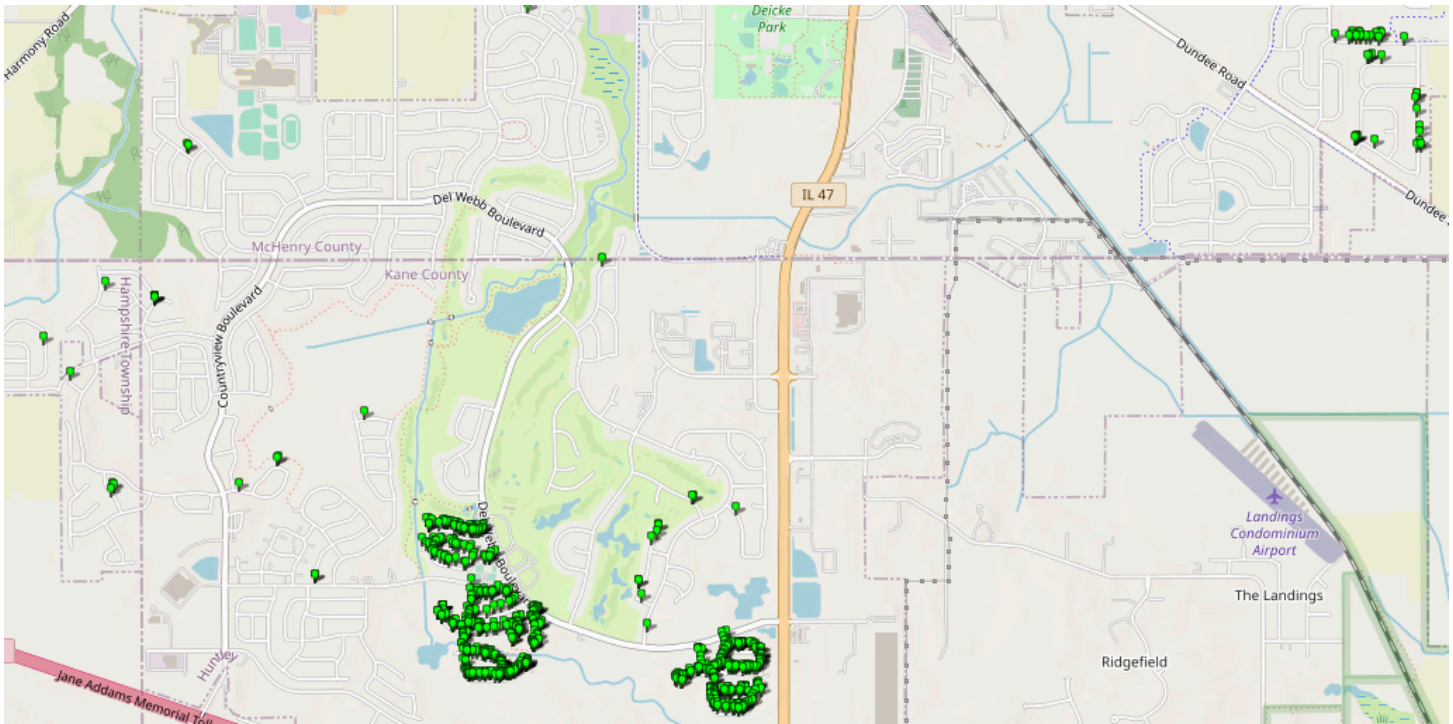 Harmony Road
Deicke
Park
Dundee Road
IL 47
Del Webb Boulevard
Dundee
McHenry County
Kane County
Hampshire Township
Countryview Boulevard
Landings
Condominium
Airport
The Landings
Huntley
Ridgefield
Jane Addams Memorial Toll